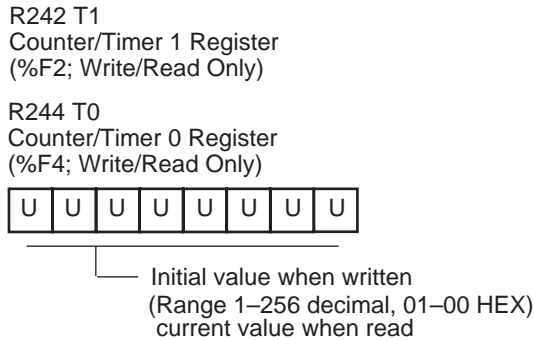 R242 T1
Counter/Timer 1 Register
(%F2; Write/Read Only)
R244 T0
Counter/Timer 0 Register
(%F4; Write/Read Only)
U U U U U U U U
Initial value when written
(Range 1–256 decimal, 01–00 HEX)
current value when read